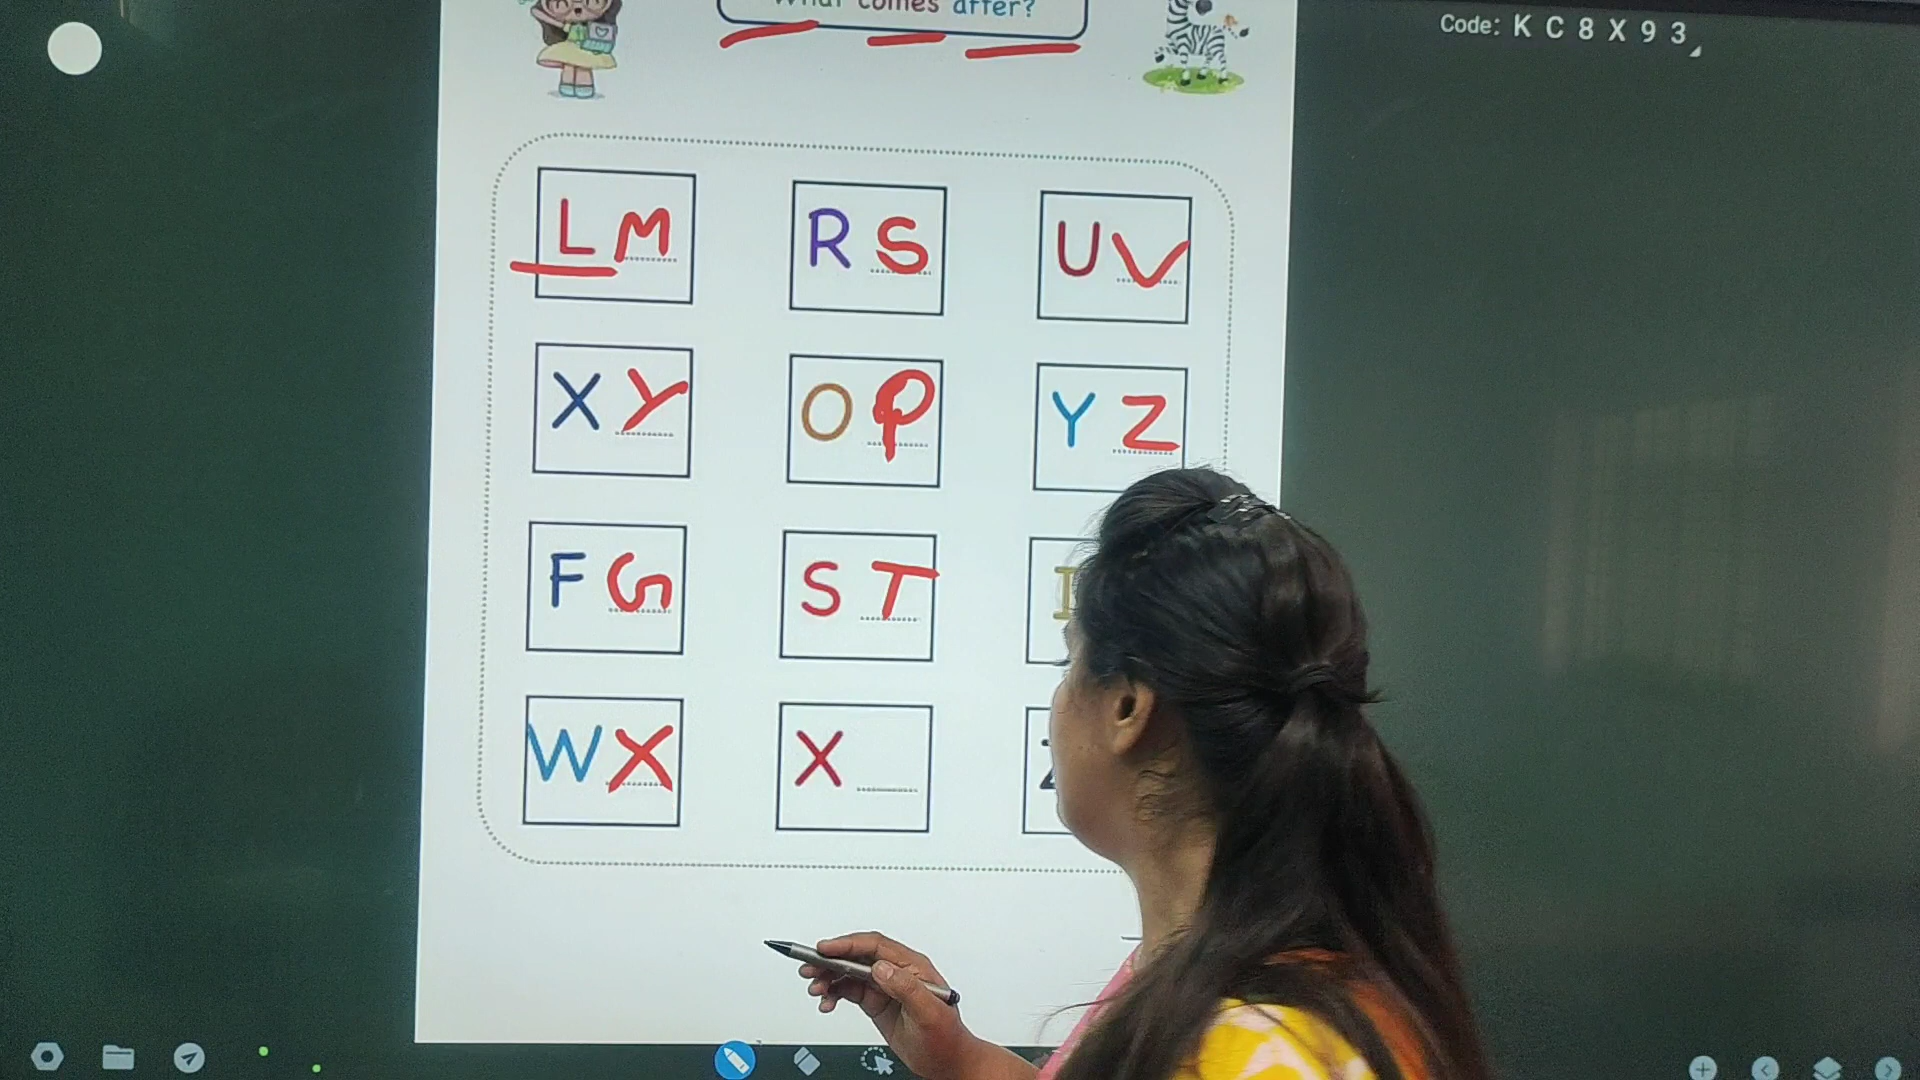 What comes after?
Code: K C 8 X 9 3
L M R S U V
X Y O P Y Z
F G S T I
W X X